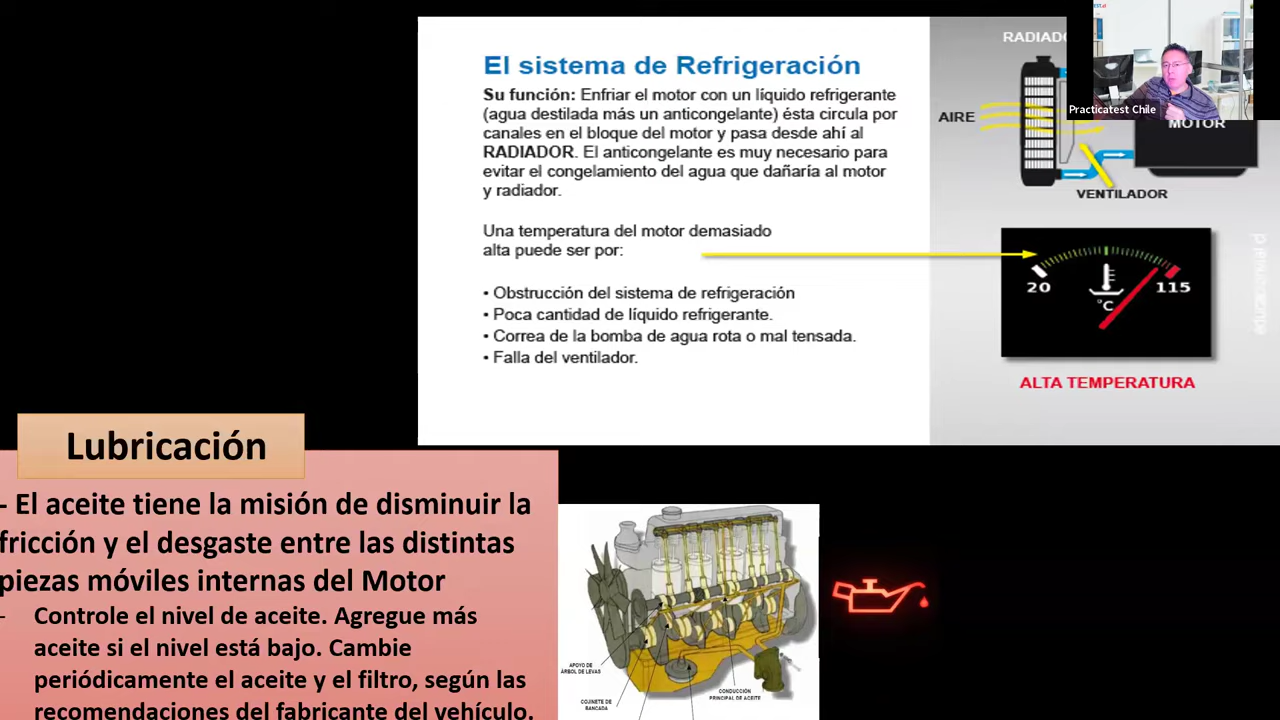 El sistema de Refrigeración
Su función: Enfriar el motor con un líquido refrigerante
(agua destilada más un anticongelante) ésta circula por
canales en el bloque del motor y pasa desde ahí al
RADIADOR. El anticongelante es muy necesario para
evitar el congelamiento del agua que dañaría al motor
y radiador.
Una temperatura del motor demasiado
alta puede ser por:
• Obstrucción del sistema de refrigeración
• Poca cantidad de líquido refrigerante.
• Correa de la bomba de agua rota o mal tensada.
• Falla del ventilador.
RADIADO
AIRE
MOTOR
VENTILADOR
Practicatest Chile
20
115
°C
ALTA TEMPERATURA
Lubricación
- El aceite tiene la misión de disminuir la
fricción y el desgaste entre las distintas
piezas móviles internas del Motor
- Controle el nivel de aceite. Agregue más
aceite si el nivel está bajo. Cambie
periódicamente el aceite y el filtro, según las
recomendaciones del fabricante del vehículo.
APOYO DE
ÁRBOL DE LEVAS
COJINETE DE
BANCADA
CONDUCCIÓN
PRINCIPAL DE ACEITE